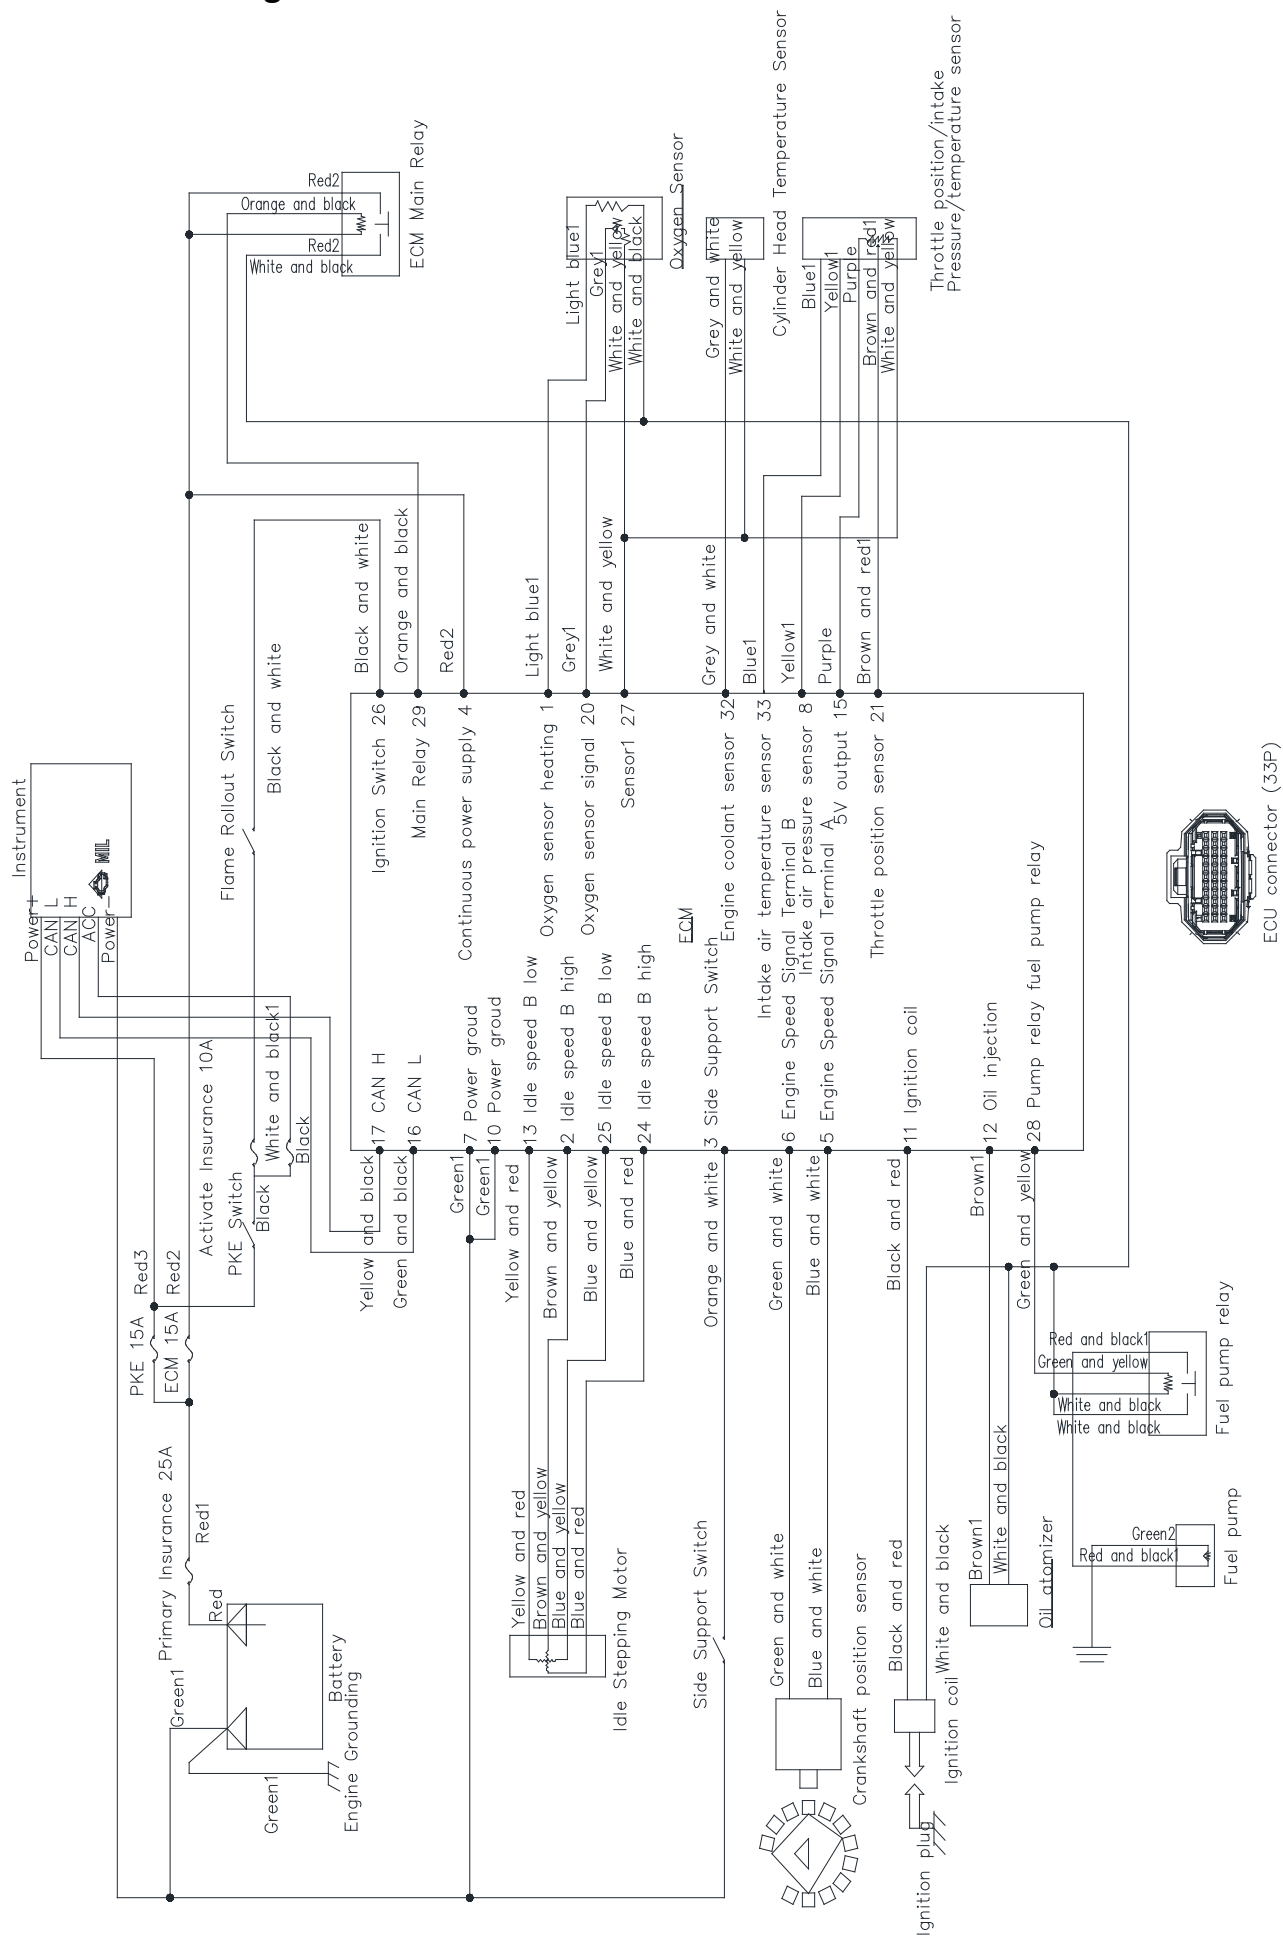 Instrument
Power+
CAN L
CAN H
ACC
Power-
MIL
Flame Rollout Switch
Black and white
Activate Insurance 10A
White and black1
Black
PKE Switch
Black
Red3
Red2
PKE 15A
ECM 15A
Primary Insurance 25A
Red1
Red
Green1
Battery
Engine Grounding
Green1
Red2
Orange and black
Red2
White and black
ECM Main Relay
Light blue1
Grey1
White and yellow
White and black
Oxygen Sensor
Grey and white
White and yellow
Cylinder Head Temperature Sensor
Blue1
Yellow1
Purple
Brown and red1
White and yellow
Throttle position/intake
Pressure/temperature sensor
Black and white
Orange and black
Red2
Light blue1
Grey1
White and yellow
Grey and white
Blue1
Yellow1
Purple
Brown and red1
Ignition Switch 26
Main Relay 29
Continuous power supply 4
Oxygen sensor heating 1
Oxygen sensor signal 20
Sensor1 27
Engine coolant sensor 32
Intake air temperature sensor 33
Intake air pressure sensor 8
5V output 15
Throttle position sensor 21
ECM
17 CAN H
16 CAN L
7 Power groud
10 Power groud
13 Idle speed B low
2 Idle speed B high
25 Idle speed B low
24 Idle speed B high
3 Side Support Switch
6 Engine Speed Signal Terminal B
5 Engine Speed Signal Terminal A
11 Ignition coil
12 Oil injection
28 Pump relay fuel pump relay
Yellow and black
Green and black
Green1
Green1
Yellow and red
Brown and yellow
Blue and yellow
Blue and red
Orange and white
Green and white
Blue and white
Black and red
Brown1
Green and yellow
Yellow and red
Brown and yellow
Blue and yellow
Blue and red
Idle Stepping Motor
Side Support Switch
Green and white
Blue and white
Crankshaft position sensor
Black and red
White and black
Ignition coil
Ignition plug
Brown1
White and black
Oil atomizer
Red and black1
Green and yellow
White and black
White and black
Fuel pump relay
Green2
Red and black1
Fuel pump
ECU connector (33P)